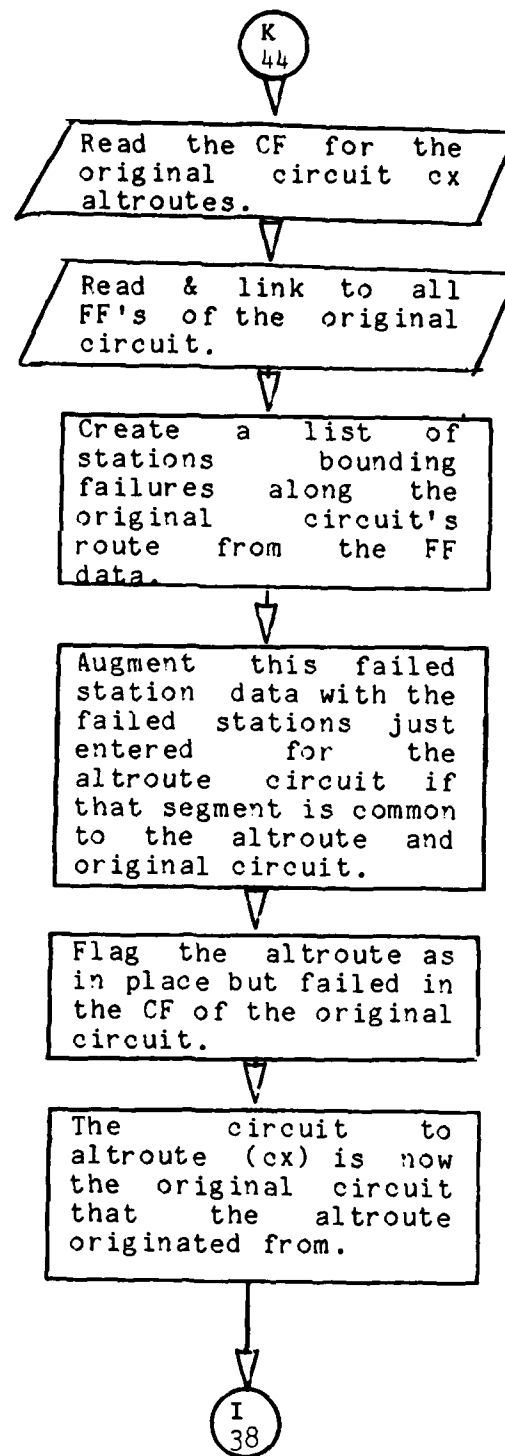 K
44
Read the CF for the
original circuit cx
altroutes.
Read & link to all
FF's of the original
circuit.
Create a list of
stations bounding
failures along the
original circuit's
route from the FF
data.
Augment this failed
station data with the
failed stations just
entered for the
altroute circuit if
that segment is common
to the altroute and
original circuit.
Flag the altroute as
in place but failed in
the CF of the original
circuit.
The circuit to
altroute (cx) is now
the original circuit
that the altroute
originated from.
I
38